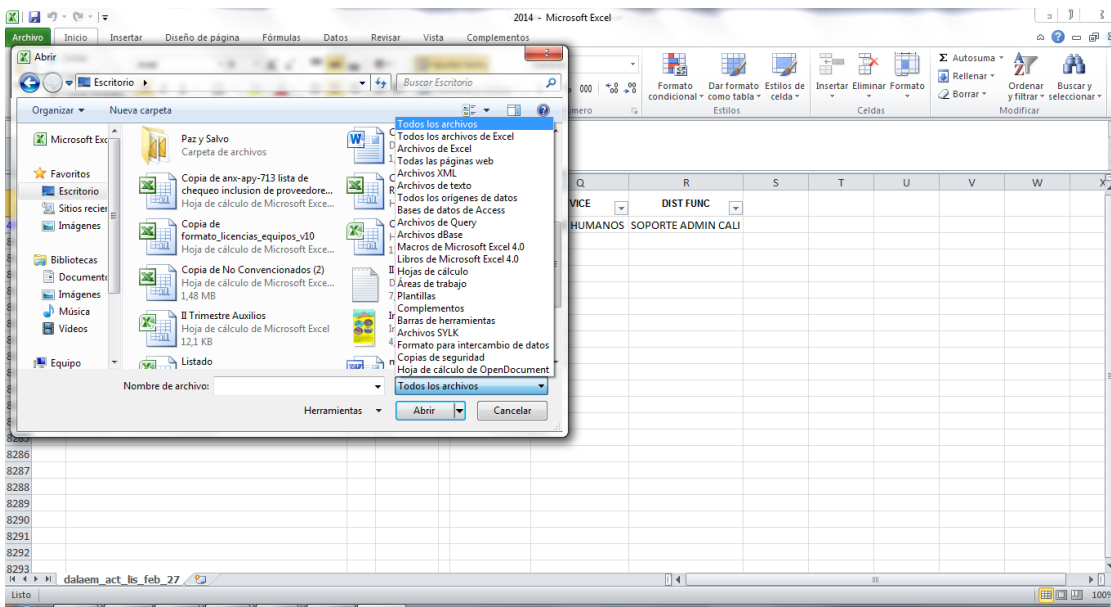 2014 - Microsoft Excel
Archivo Inicio Insertar Diseño de página Fórmulas Datos Revisar Vista Complementos
Abrir
Escritorio
Buscar Escritorio
Organizar Nueva carpeta
Microsoft Exc
Favoritos
Escritorio
Sitios recier
Imágenes
Bibliotecas
Document
Imágenes
Música
Vídeos
Equipo
Paz y Salvo
Carpeta de archivos
Copia de anx-apy-713 lista de
chequeo inclusion de proveedore...
Hoja de cálculo de Microsoft Exce...
Copia de
formato_licencias_equipos_v10
Hoja de cálculo de Microsoft Exce...
Copia de No Convencionados (2)
Hoja de cálculo de Microsoft Exce...
1,48 MB
II Trimestre Auxilios
Hoja de cálculo de Microsoft Excel
12,1 KB
Listado
Todos los archivos
Todos los archivos de Excel
Archivos de Excel
Todas las páginas web
Archivos XML
Archivos de texto
Todos los orígenes de datos
Bases de datos de Access
Archivos de Query
Archivos dBase
Macros de Microsoft Excel 4.0
Libros de Microsoft Excel 4.0
Hojas de cálculo
Áreas de trabajo
Plantillas
Complementos
Barras de herramientas
Archivos SYLK
Formato para intercambio de datos
Copias de seguridad
Hoja de cálculo de OpenDocument
Nombre de archivo:
Todos los archivos
Herramientas Abrir Cancelar
000
Formato
condicional
Dar formato
como tabla
Estilos de
celda
Estilos
Insertar Eliminar Formato
Celdas
Σ Autosuma
Rellenar
Borrar
Ordenar
y filtrar
Buscar y
seleccionar
Modificar
Q R S T U V W X
VICE DIST FUNC
HUMANOS SOPORTE ADMIN CALI
8285
8286
8287
8288
8289
8290
8291
8292
8293
dalaem_act_lis_feb_27
Listo 100%